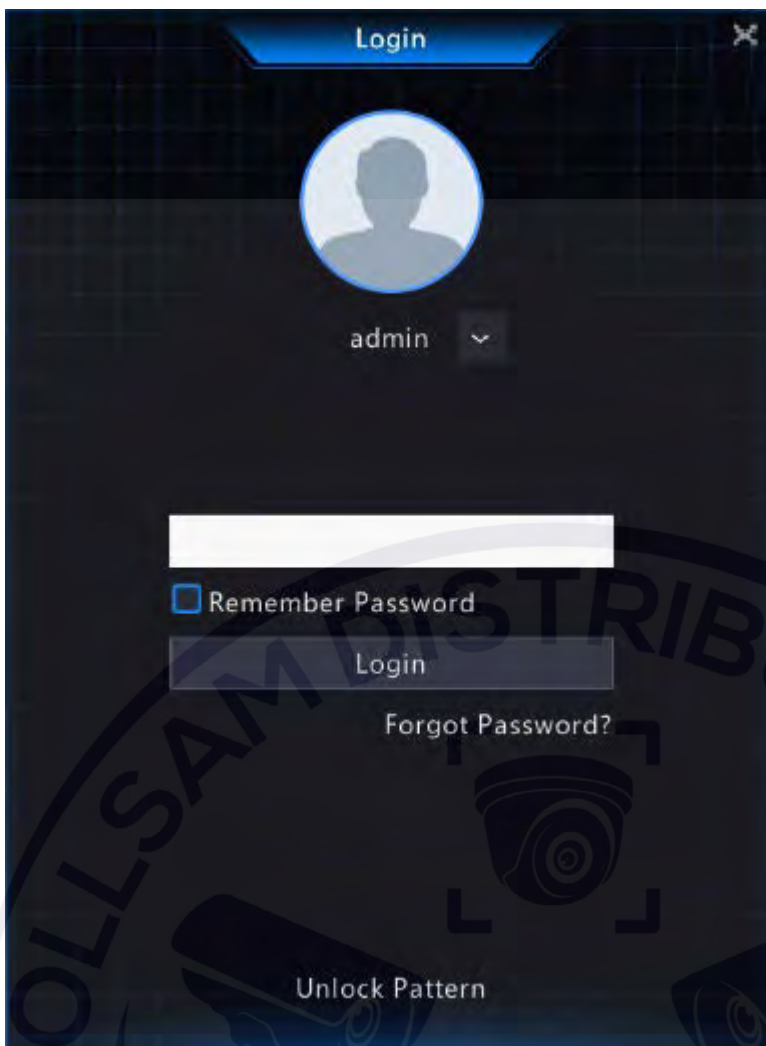 Login
admin
Remember Password
Login
Forgot Password?
Unlock Pattern